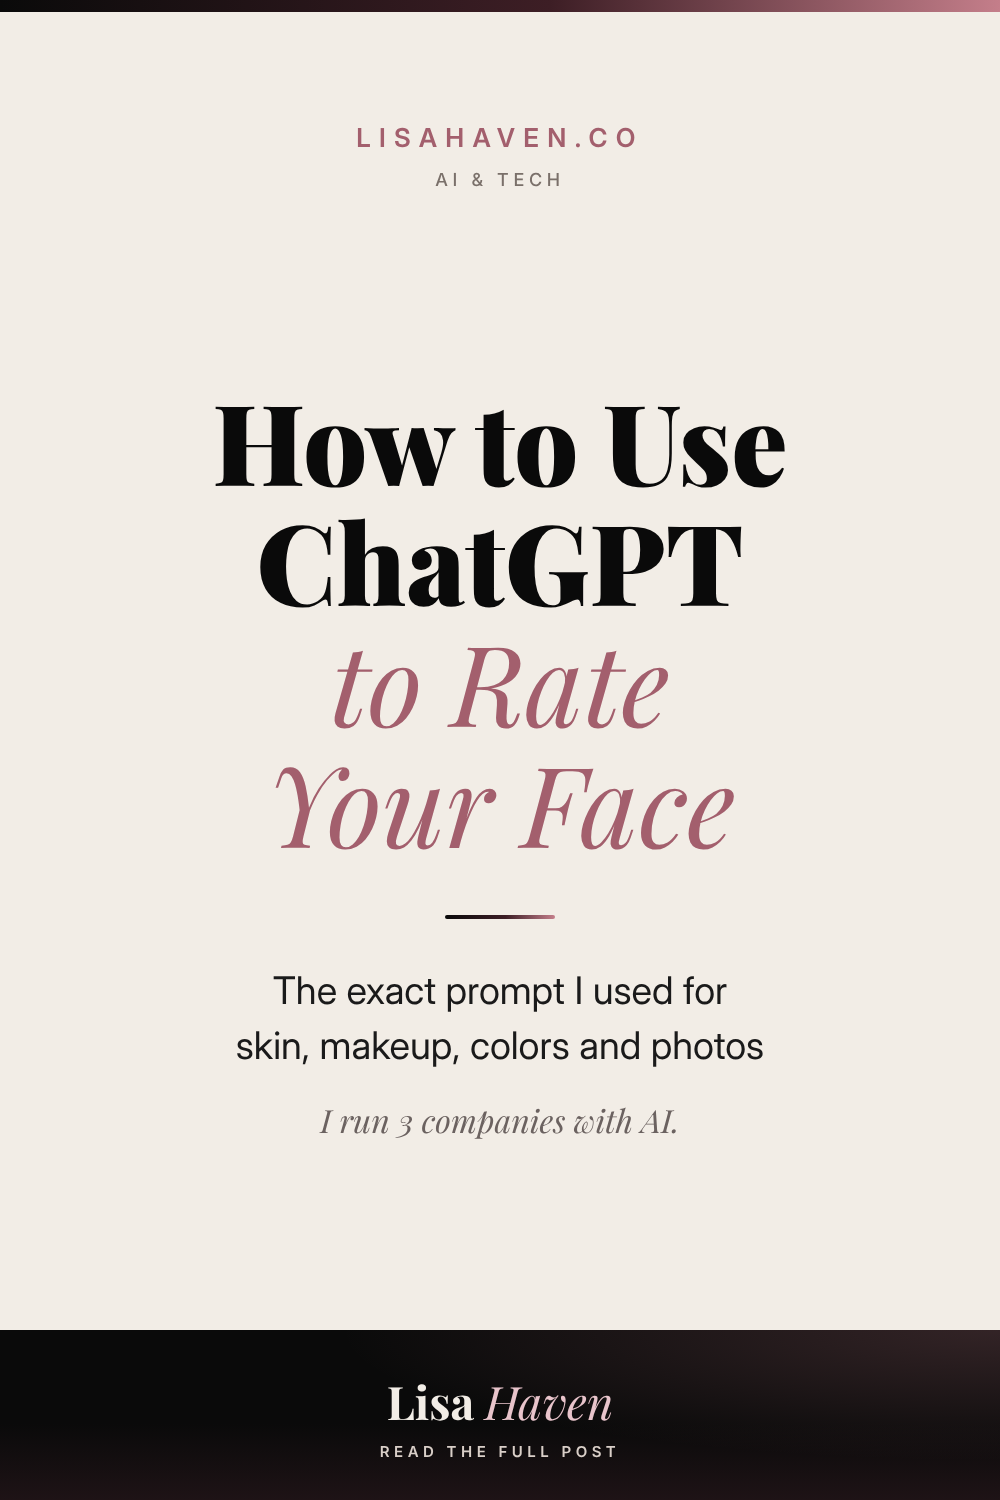 LISAHAVEN.CO
AI & TECH
How to Use
ChatGPT
to Rate
Your Face
The exact prompt I used for
skin, makeup, colors and photos
I run 3 companies with AI.
Lisa Haven
READ THE FULL POST